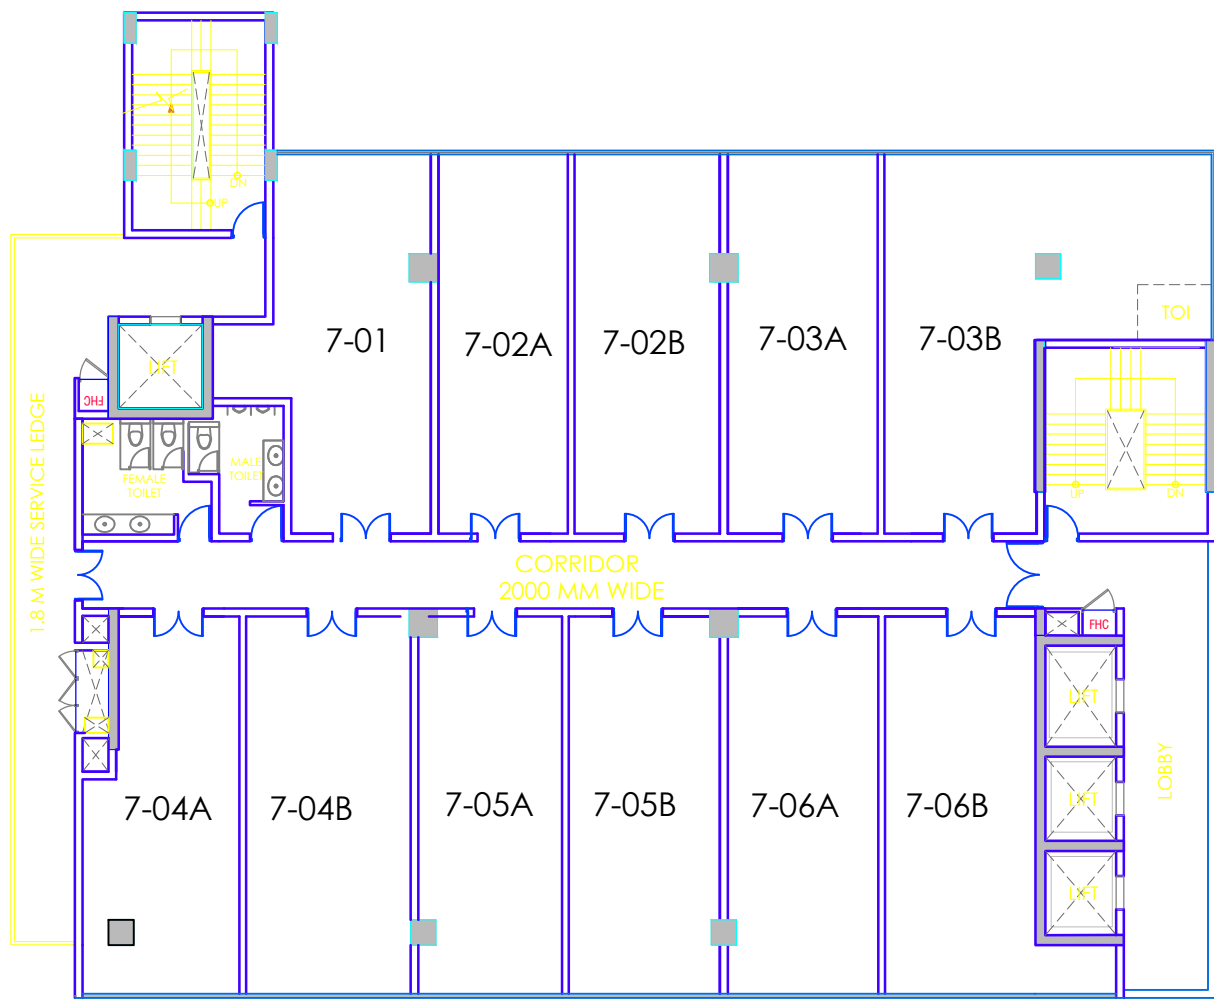 DN
UP
TOI
7-01
7-02A
7-02B
7-03A
7-03B
LIFT
FHC
1.8 M WIDE SERVICE LEDGE
MALE
TOILET
FEMALE
TOILET
UP
DN
CORRIDOR
2000 MM WIDE
FHC
LIFT
LOBBY
LIFT
LIFT
7-04A
7-04B
7-05A
7-05B
7-06A
7-06B